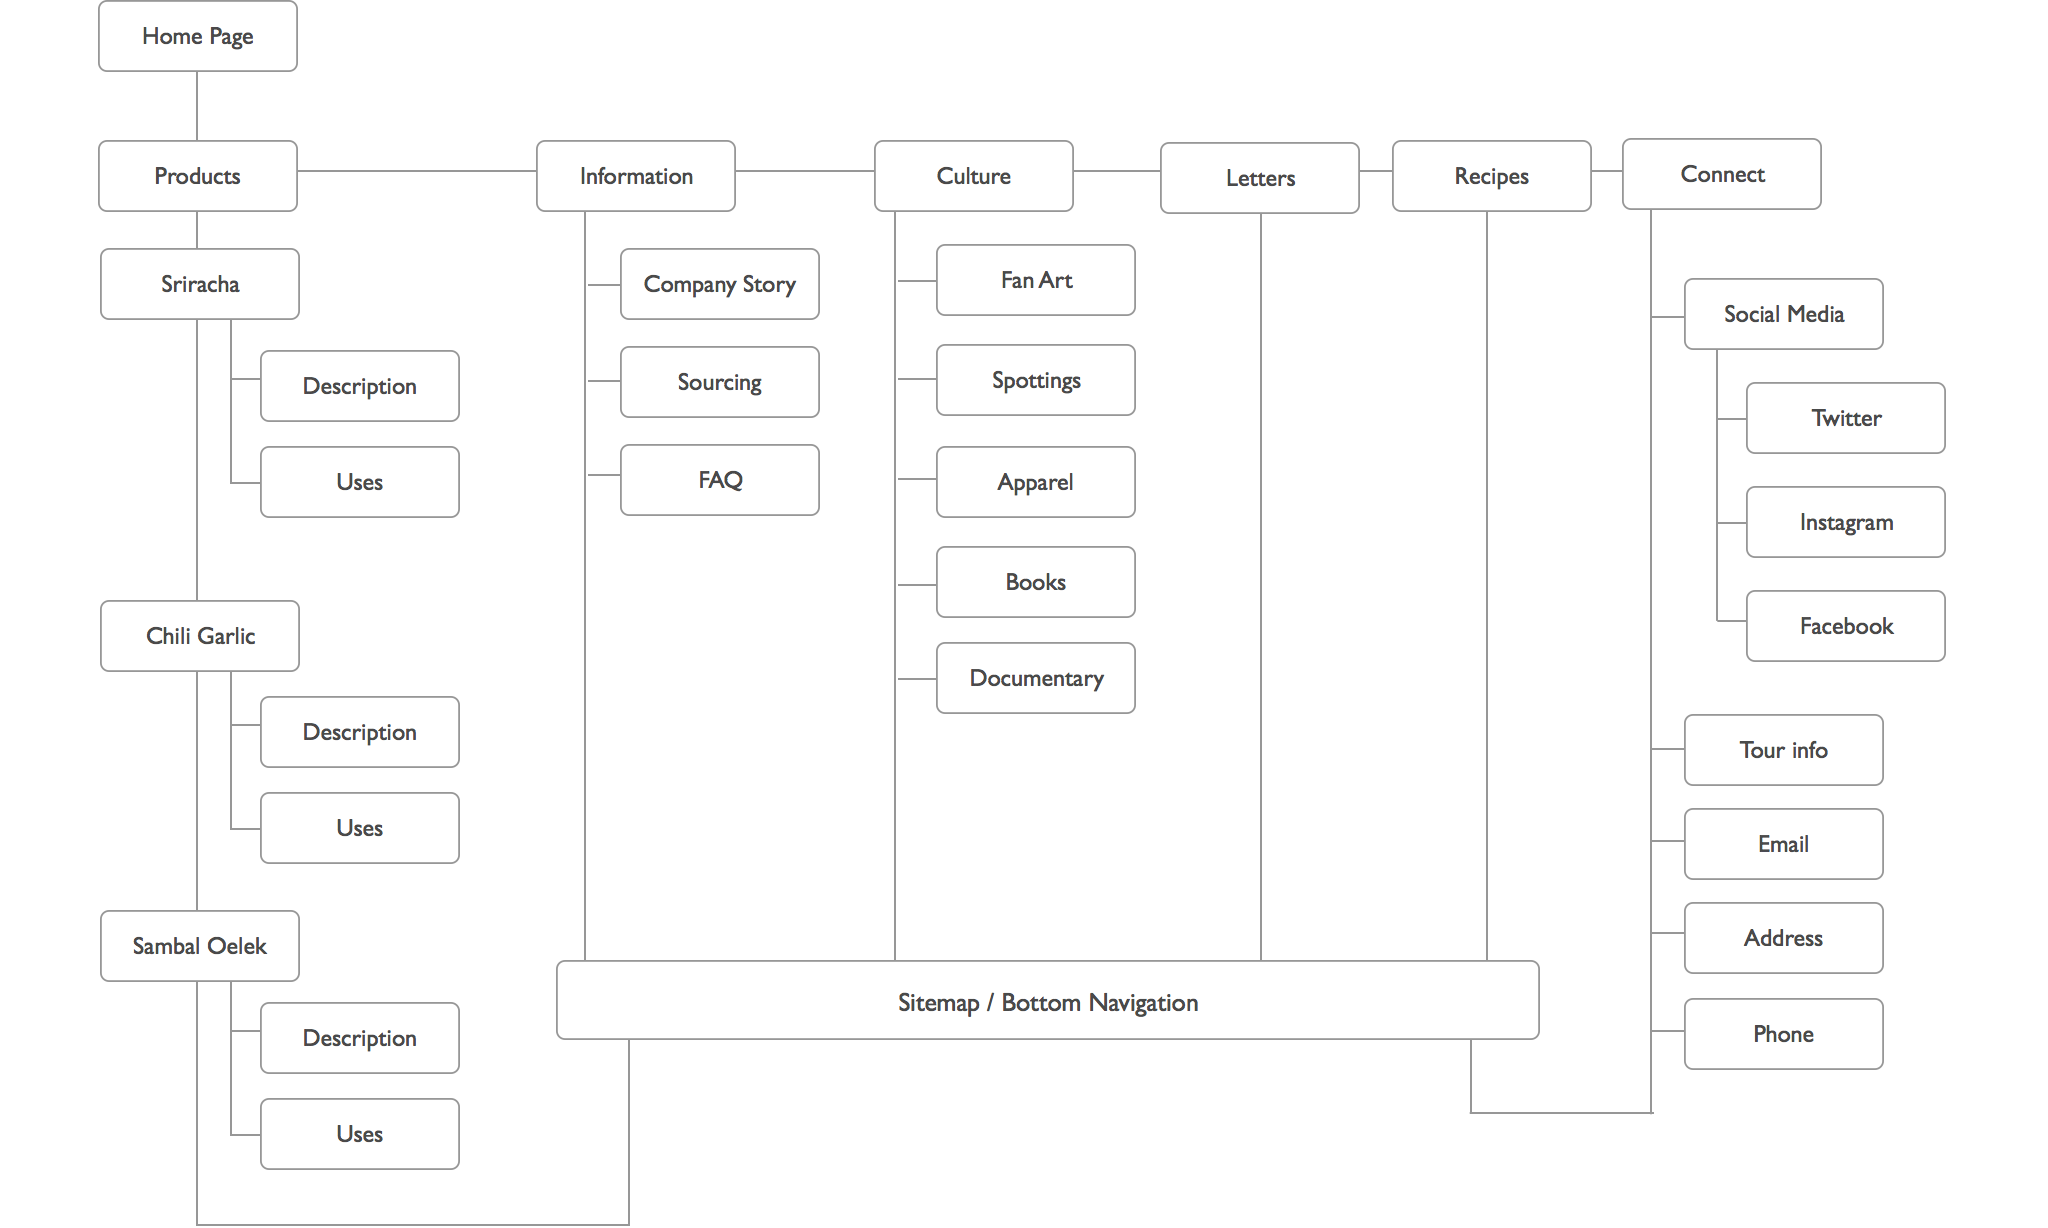 Home Page
Products
Information
Culture
Letters
Recipes
Connect
Sriracha
Description
Uses
Chili Garlic
Description
Uses
Sambal Oelek
Description
Uses
Company Story
Sourcing
FAQ
Fan Art
Spottings
Apparel
Books
Documentary
Social Media
Twitter
Instagram
Facebook
Tour info
Email
Address
Phone
Sitemap / Bottom Navigation